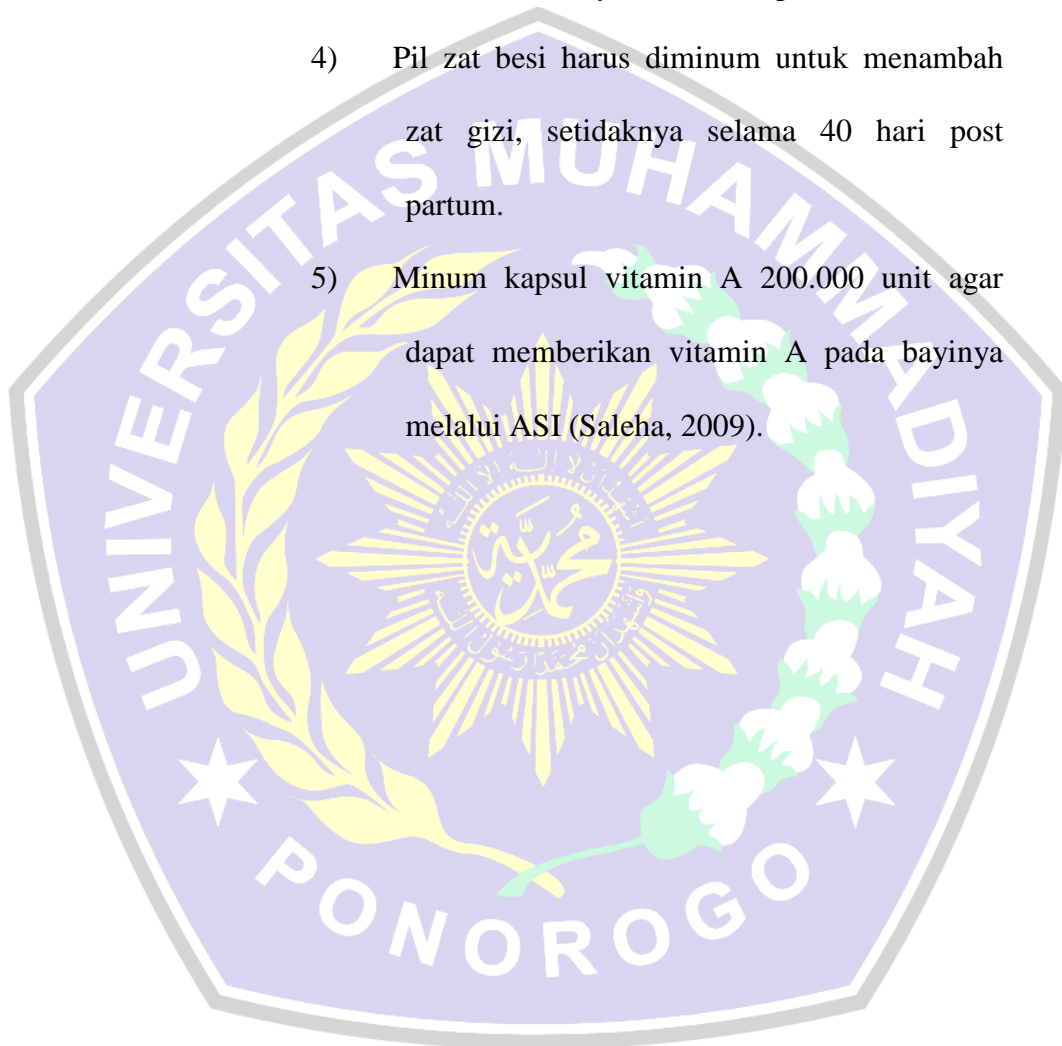 4) Pil zat besi harus diminum untuk menambah
zat gizi, setidaknya selama 40 hari post
partum.
5) Minum kapsul vitamin A 200.000 unit agar
dapat memberikan vitamin A pada bayinya
melalui ASI (Saleha, 2009).
UNIVERSITAS MUHAMMADIYAH
PONOROGO
محمدية